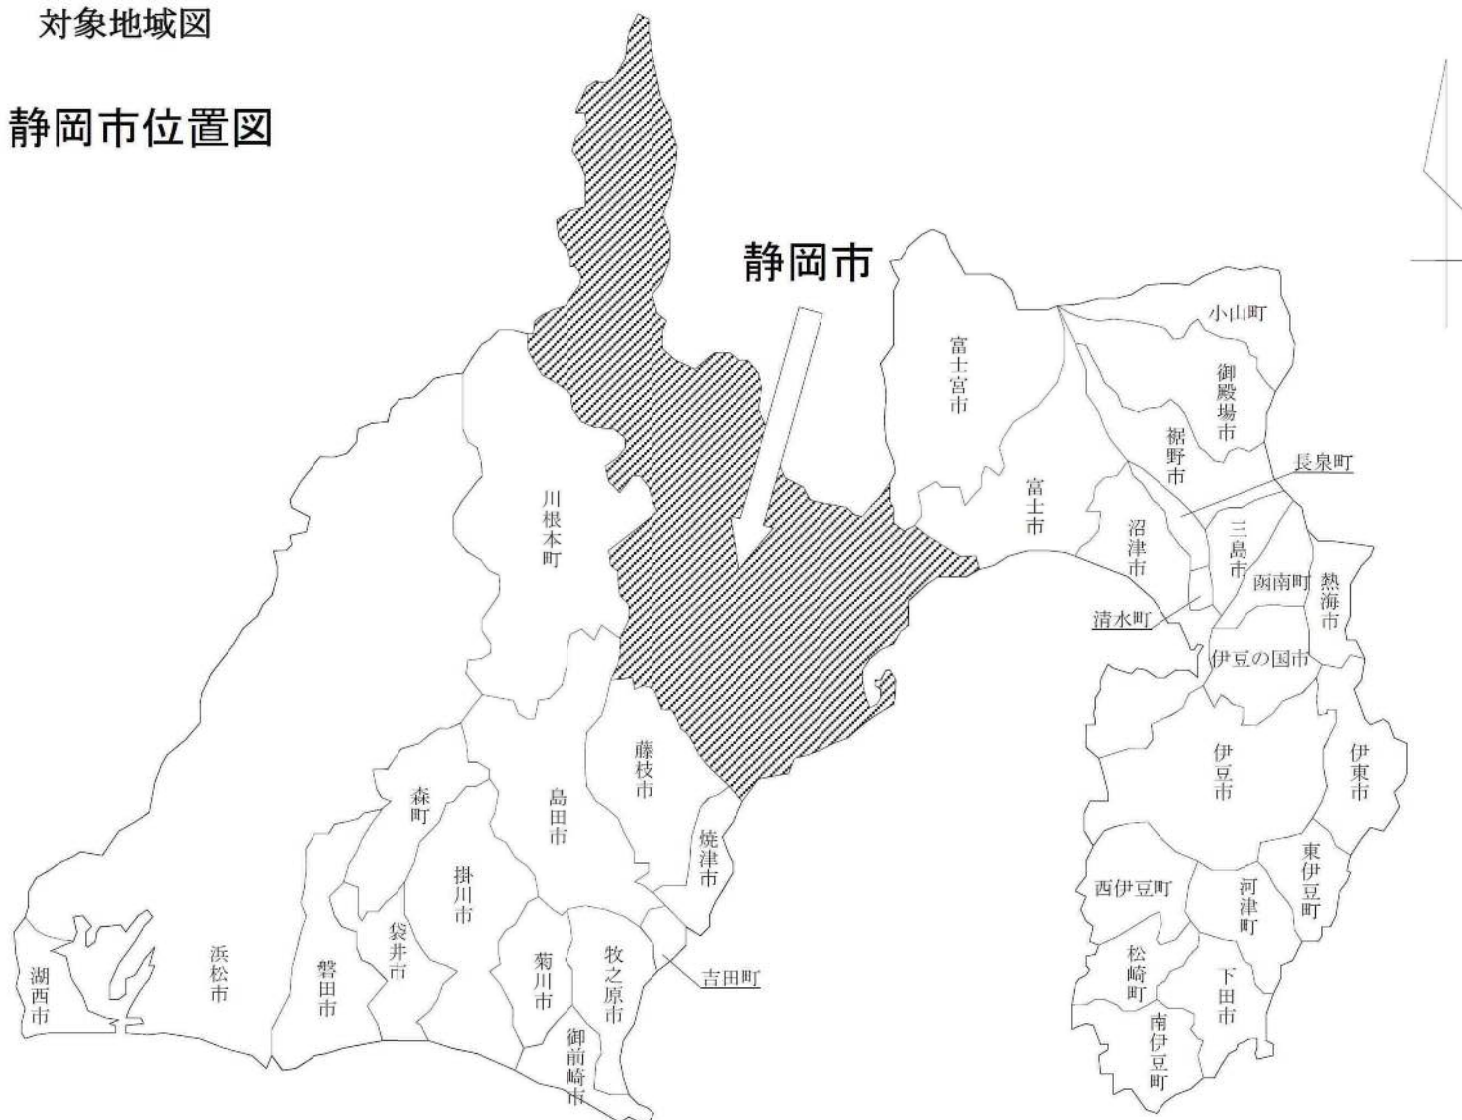 対象地域図
静岡市位置図
静岡市
小山町
富士宮市
御殿場市
裾野市
長泉町
富士市
川根本町
沼津市
三島市
函南町
熱海市
清水町
伊豆の国市
藤枝市
伊豆市
伊東市
森町
島田市
焼津市
掛川市
東伊豆町
西伊豆町
河津町
袋井市
浜松市
磐田市
菊川市
牧之原市
吉田町
松崎町
下田市
湖西市
御前崎市
南伊豆町